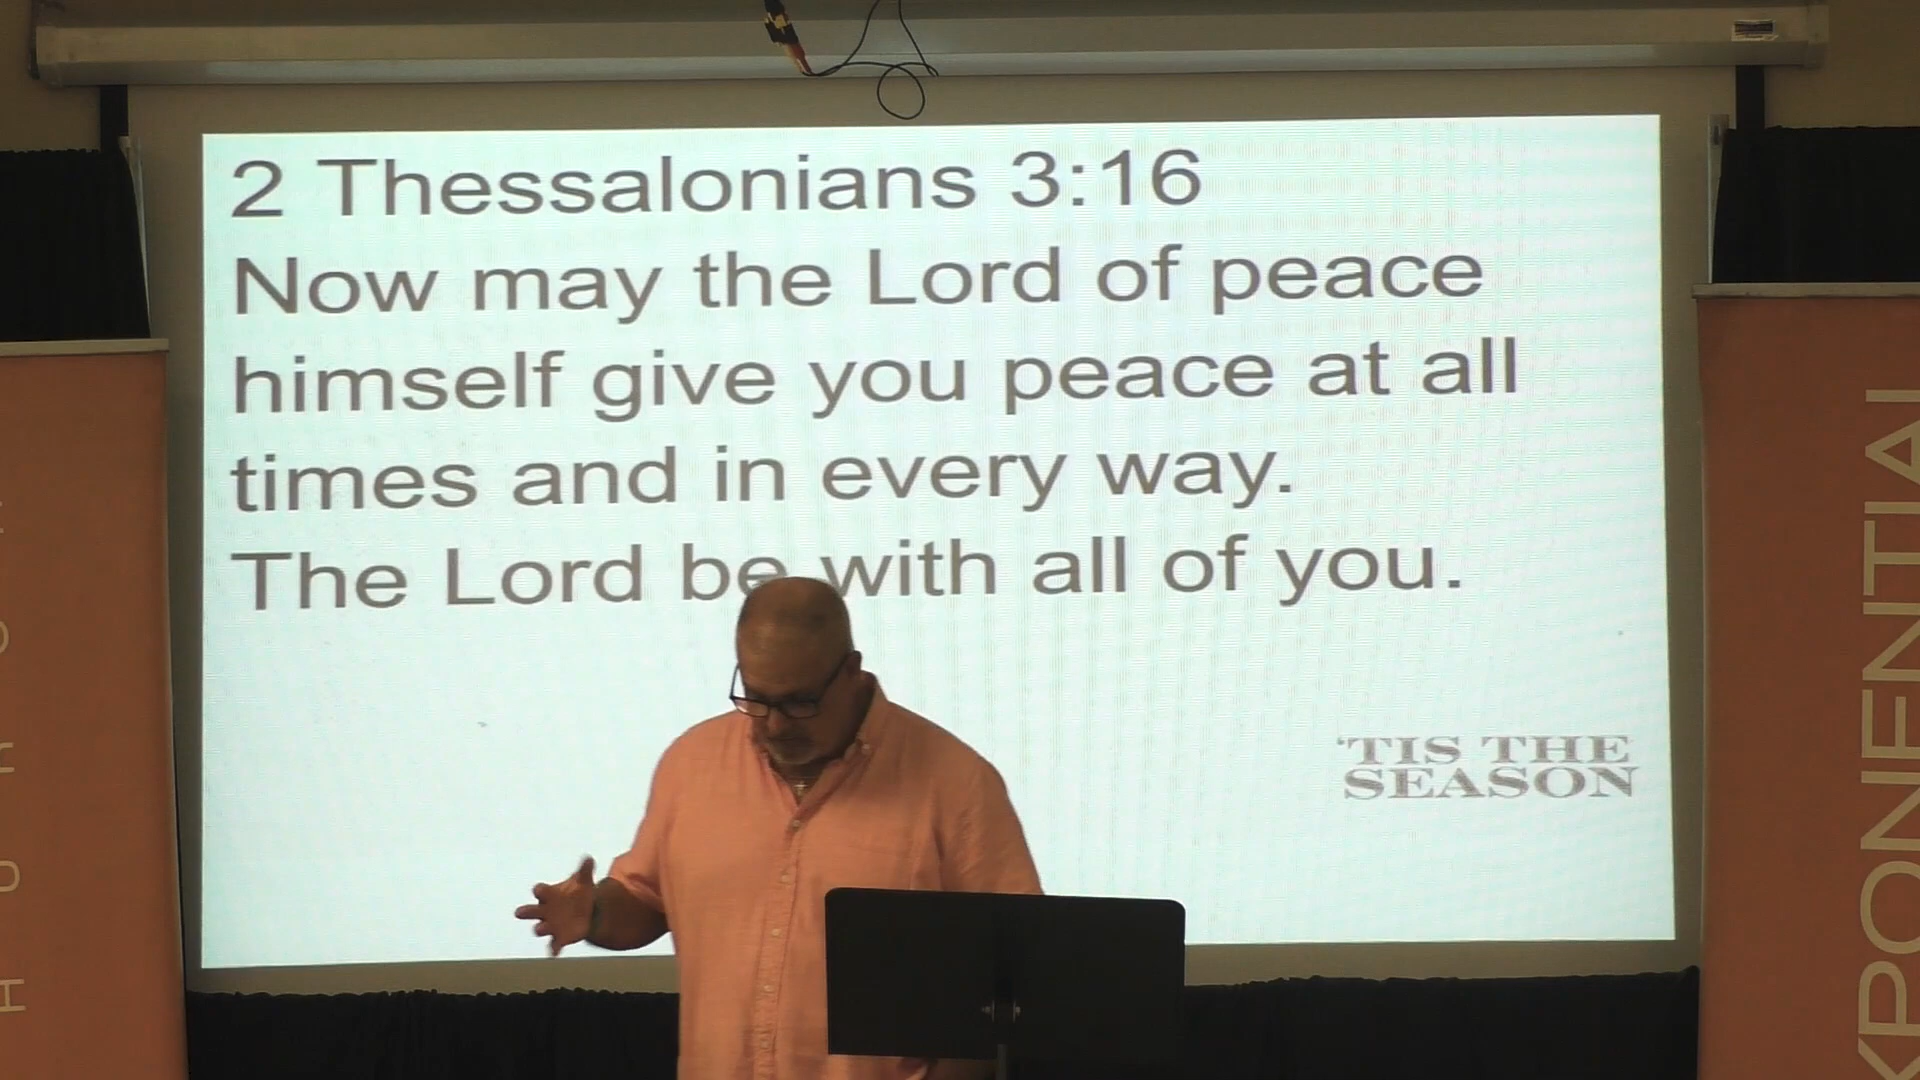 2 Thessalonians 3:16
Now may the Lord of peace
himself give you peace at all
times and in every way.
The Lord be with all of you.
‘TIS THE
SEASON
XPONENTIAL